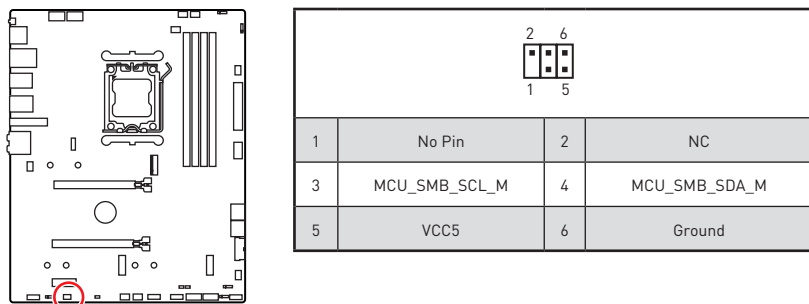 2 6
1 5
1 No Pin 2 NC
3 MCU_SMB_SCL_M 4 MCU_SMB_SDA_M
5 VCC5 6 Ground